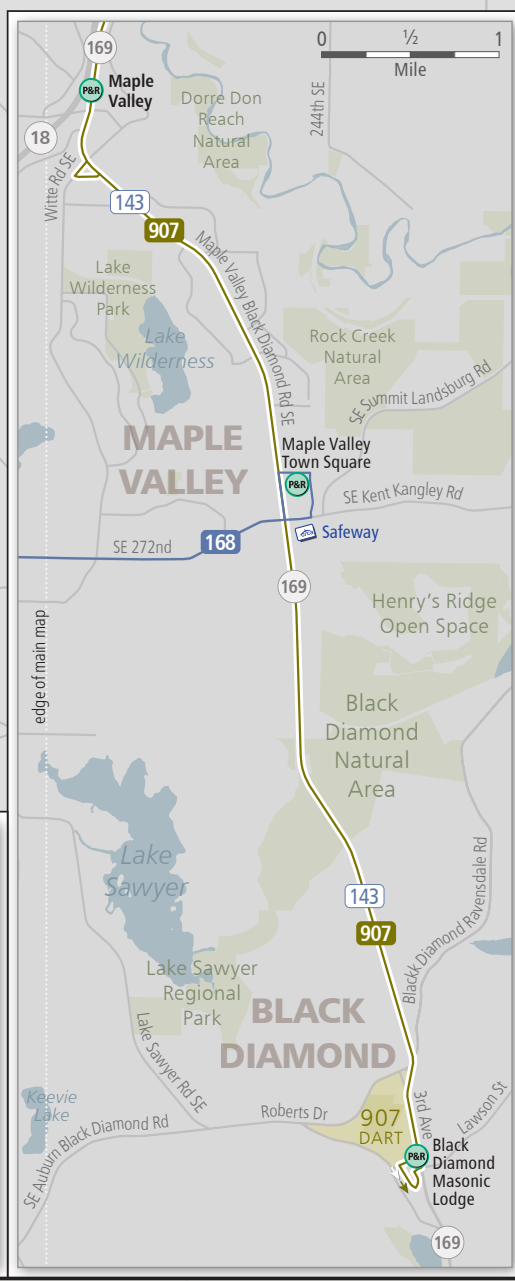 0
½
1
Mile
169
P&R
Maple
Valley
Dorre Don
Reach
Natural
Area
244th SE
18
Witte Rd SE
143
907
Maple Valley Black Diamond Rd SE
Lake
Wilderness
Park
Lake
Wilderness
Rock Creek
Natural
Area
SE Summit Landsburg Rd
MAPLE
VALLEY
Maple Valley
Town Square
P&R
SE Kent Kangley Rd
Safeway
SE 272nd
168
169
Henry's Ridge
Open Space
edge of main map
Black
Diamond
Natural
Area
Lake
Sawyer
143
907
Blackk Diamond Ravensdale Rd
Lake Sawyer
Regional
Park
BLACK
DIAMOND
Lake Sawyer Rd SE
Keevie
Lake
SE Auburn Black Diamond Rd
Roberts Dr
907
DART
3rd Ave
Lawson St
P&R
Black
Diamond
Masonic
Lodge
169